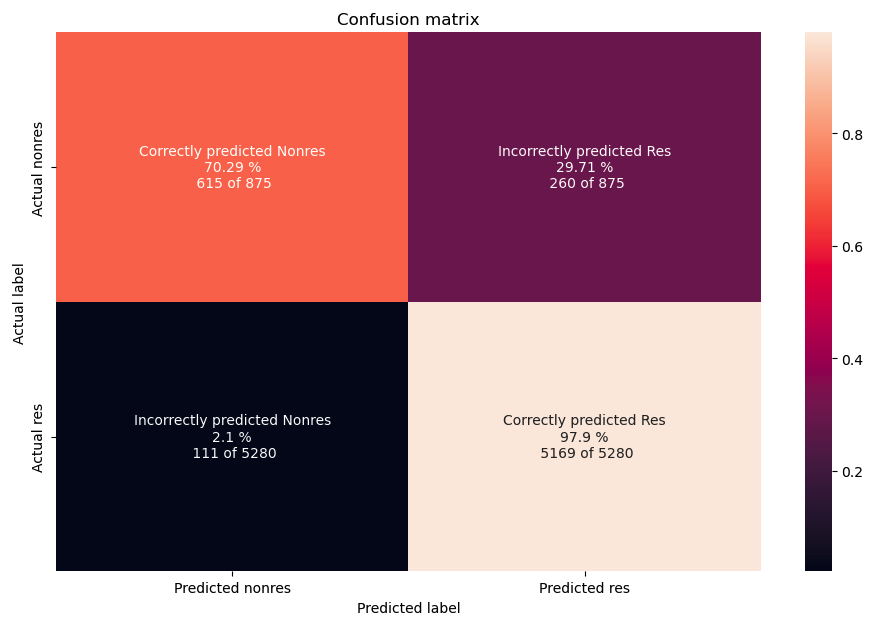 Confusion matrix
Actual label
Actual nonres
Correctly predicted Nonres
70.29 %
615 of 875
Incorrectly predicted Res
29.71 %
260 of 875
Actual res
Incorrectly predicted Nonres
2.1 %
111 of 5280
Correctly predicted Res
97.9 %
5169 of 5280
Predicted nonres
Predicted res
Predicted label
0.8
0.6
0.4
0.2